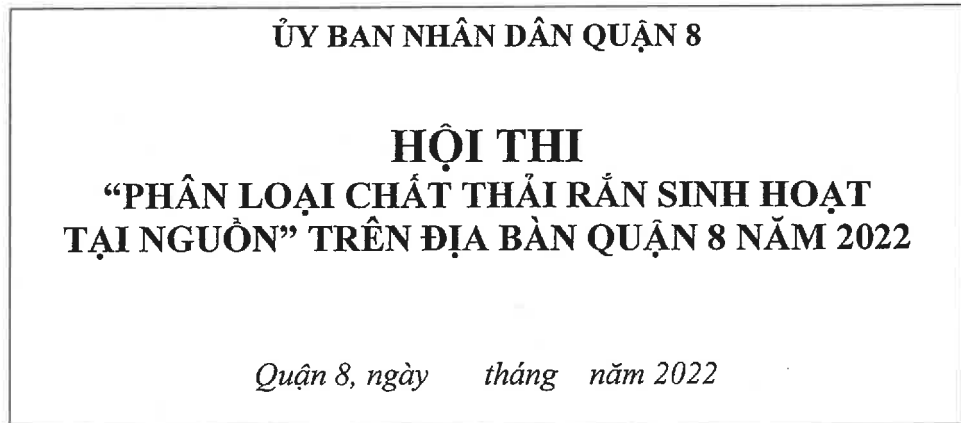 ỦY BAN NHÂN DÂN QUẬN 8
HỘI THI
“PHÂN LOẠI CHẤT THẢI RẮN SINH HOẠT
TẠI NGUỒN” TRÊN ĐỊA BÀN QUẬN 8 NĂM 2022
Quận 8, ngày tháng năm 2022